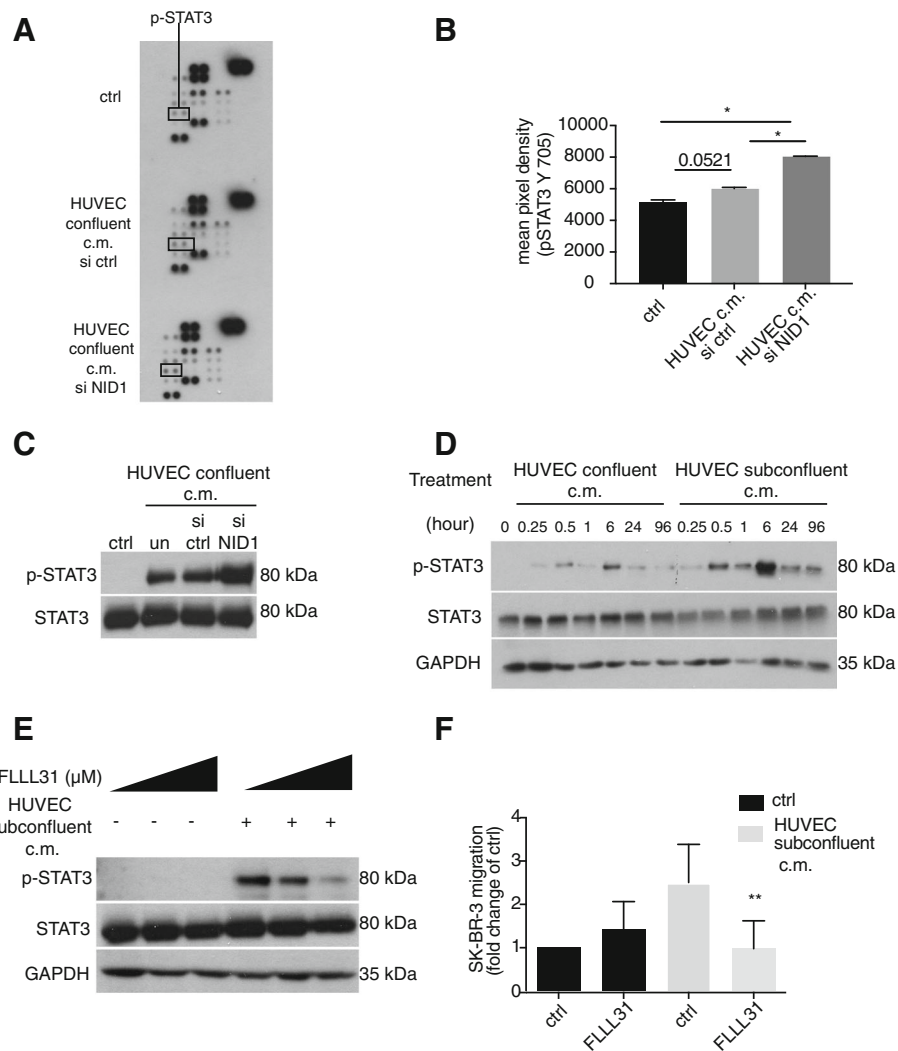 A
p-STAT3
ctrl
HUVEC
confluent
c.m.
si ctrl
HUVEC
confluent
c.m.
si NID1
B
mean pixel density
(pSTAT3 Y 705)
10000
8000
6000
4000
2000
0
*
*
0.0521
ctrl
HUVEC c.m.
si ctrl
HUVEC c.m.
si NID1
C
HUVEC confluent
c.m.
ctrl un si ctrl si NID1
p-STAT3 80 kDa
STAT3 80 kDa
D
Treatment
HUVEC confluent
c.m.
HUVEC subconfluent
c.m.
(hour) 0 0.25 0.5 1 6 24 96 0.25 0.5 1 6 24 96
p-STAT3 80 kDa
STAT3 80 kDa
GAPDH 35 kDa
E
FLLL31 (µM)
HUVEC
ubconfluent
c.m.
- - - + + +
p-STAT3 80 kDa
STAT3 80 kDa
GAPDH 35 kDa
F
ctrl
HUVEC
subconfluent
c.m.
SK-BR-3 migration
(fold change of ctrl)
4
3
2
1
0
**
ctrl
FLLL31
ctrl
FLLL31